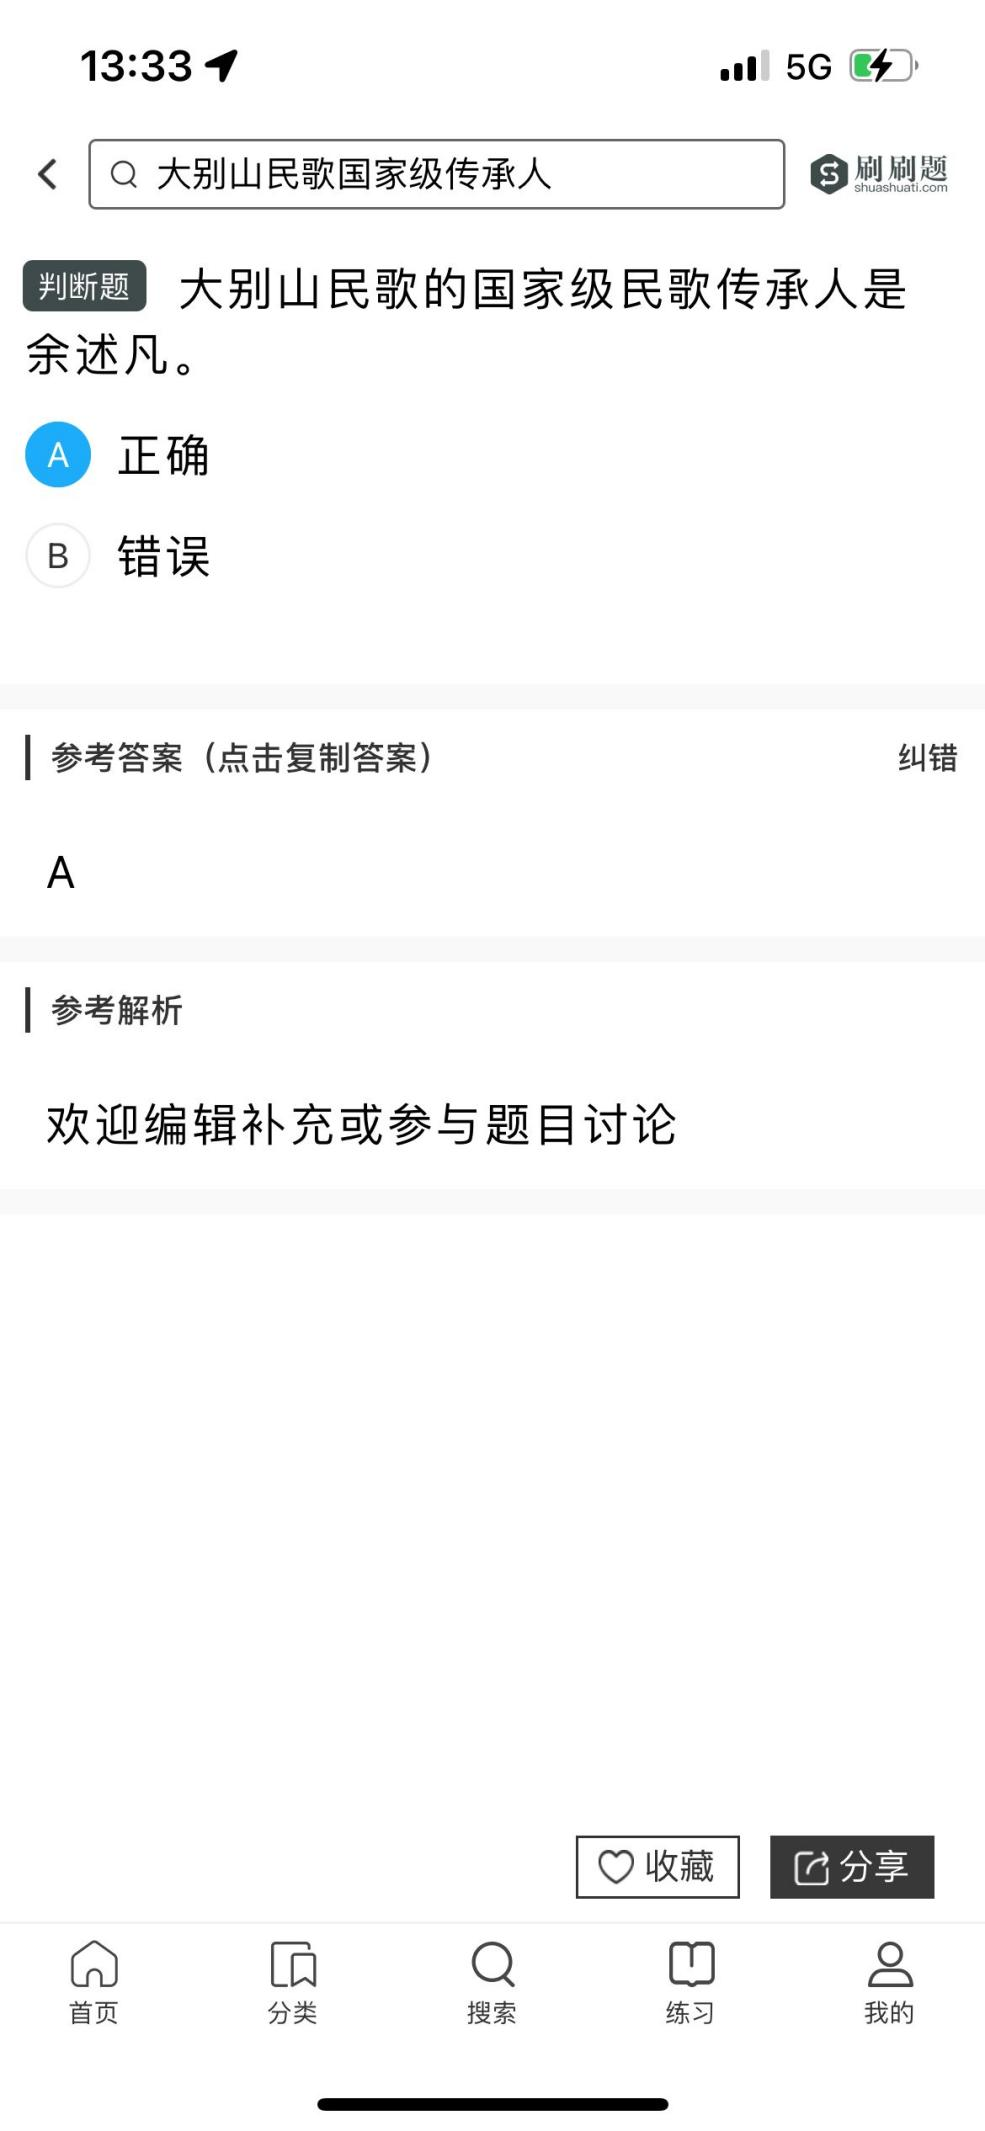 13:33
5G
大别山民歌国家级传承人
刷刷题
shuashuati.com
判断题 大别山民歌的国家级民歌传承人是
余述凡。
A 正确
B 错误
参考答案（点击复制答案） 纠错
A
参考解析
欢迎编辑补充或参与题目讨论
收藏 分享
首页 分类 搜索 练习 我的